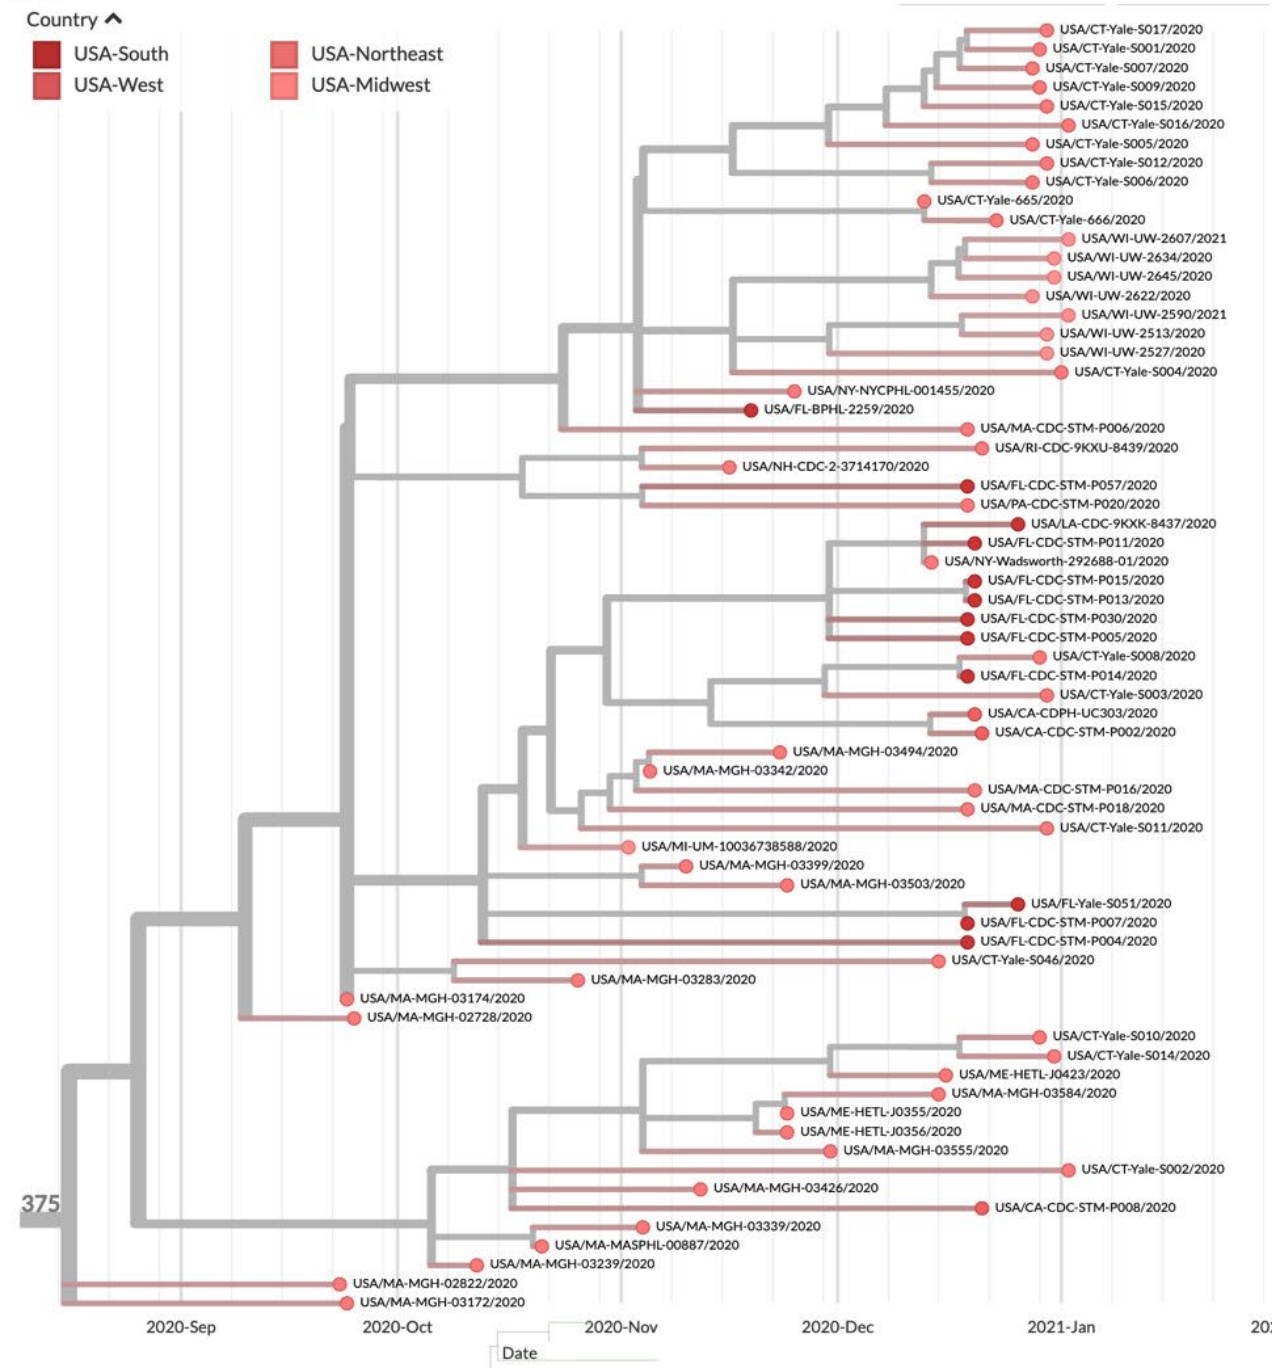 Country
USA-South
USA-Northeast
USA-West
USA-Midwest
USA/CT-Yale-S017/2020
USA/CT-Yale-S001/2020
USA/CT-Yale-S007/2020
USA/CT-Yale-S009/2020
USA/CT-Yale-S015/2020
USA/CT-Yale-S016/2020
USA/CT-Yale-S005/2020
USA/CT-Yale-S012/2020
USA/CT-Yale-S006/2020
USA/CT-Yale-665/2020
USA/CT-Yale-666/2020
USA/WI-UW-2607/2021
USA/WI-UW-2634/2020
USA/WI-UW-2645/2020
USA/WI-UW-2622/2020
USA/WI-UW-2590/2021
USA/WI-UW-2513/2020
USA/WI-UW-2527/2020
USA/CT-Yale-S004/2020
USA/NY-NYCPHL-001455/2020
USA/FL-BPHL-2259/2020
USA/MA-CDC-STM-P006/2020
USA/RI-CDC-9KXU-8439/2020
USA/NH-CDC-2-3714170/2020
USA/FL-CDC-STM-P057/2020
USA/PA-CDC-STM-P020/2020
USA/LA-CDC-9KXK-8437/2020
USA/FL-CDC-STM-P011/2020
USA/NY-Wadsworth-292688-01/2020
USA/FL-CDC-STM-P015/2020
USA/FL-CDC-STM-P013/2020
USA/FL-CDC-STM-P030/2020
USA/FL-CDC-STM-P005/2020
USA/CT-Yale-S008/2020
USA/FL-CDC-STM-P014/2020
USA/CT-Yale-S003/2020
USA/CA-CDPH-UC303/2020
USA/CA-CDC-STM-P002/2020
USA/MA-MGH-03494/2020
USA/MA-MGH-03342/2020
USA/MA-CDC-STM-P016/2020
USA/MA-CDC-STM-P018/2020
USA/CT-Yale-S011/2020
USA/MI-UM-10036738588/2020
USA/MA-MGH-03399/2020
USA/MA-MGH-03503/2020
USA/FL-Yale-S051/2020
USA/FL-CDC-STM-P007/2020
USA/FL-CDC-STM-P004/2020
USA/CT-Yale-S046/2020
USA/MA-MGH-03283/2020
USA/MA-MGH-03174/2020
USA/MA-MGH-02728/2020
USA/CT-Yale-S010/2020
USA/CT-Yale-S014/2020
USA/ME-HETL-J0423/2020
USA/MA-MGH-03584/2020
USA/ME-HETL-J0355/2020
USA/ME-HETL-J0356/2020
USA/MA-MGH-03555/2020
USA/CT-Yale-S002/2020
USA/MA-MGH-03426/2020
375
USA/CA-CDC-STM-P008/2020
USA/MA-MGH-03339/2020
USA/MA-MASPHL-00887/2020
USA/MA-MGH-03239/2020
USA/MA-MGH-02822/2020
USA/MA-MGH-03172/2020
2020-Sep 2020-Oct 2020-Nov 2020-Dec 2021-Jan
Date